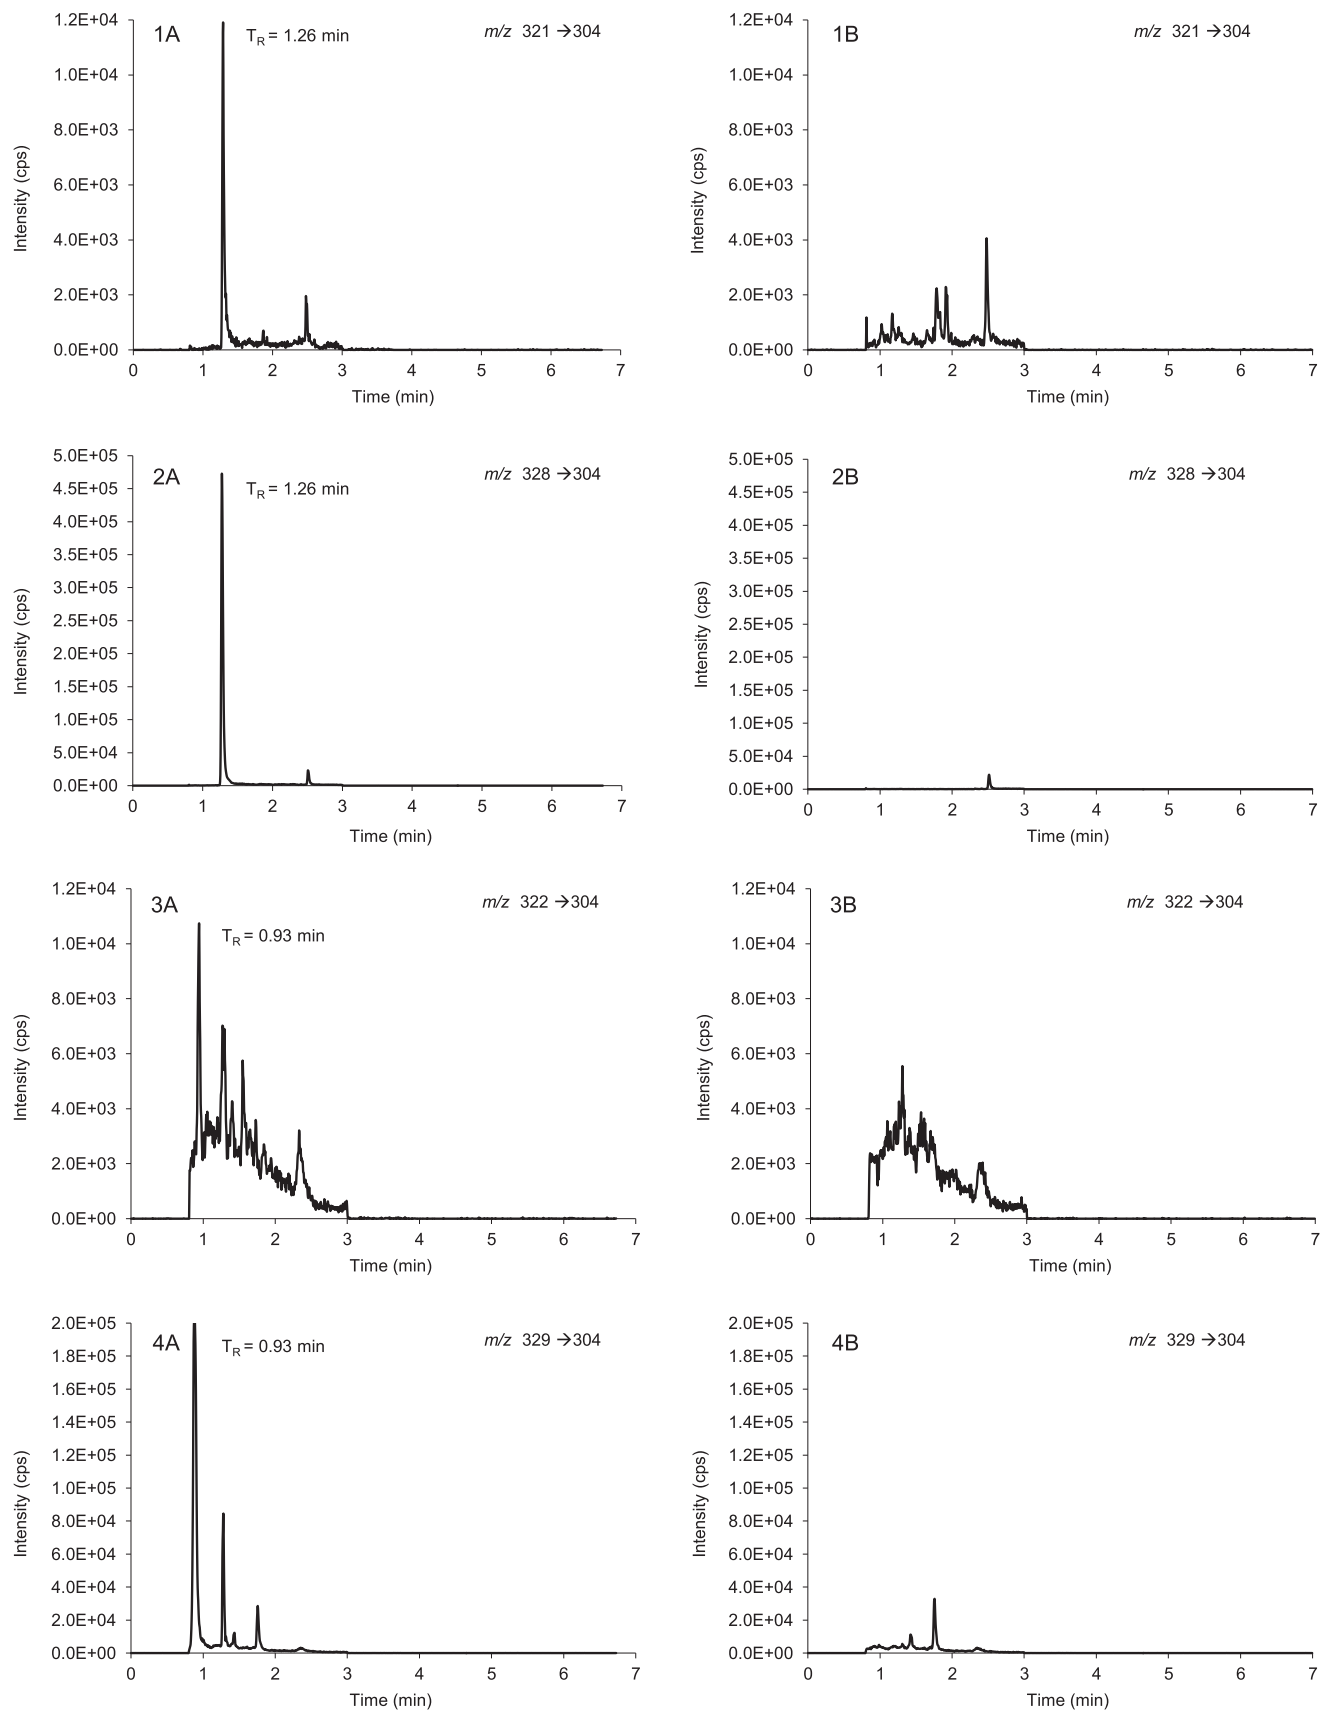 1A
T_R = 1.26 min
m/z 321 →304
Intensity (cps)
1.2E+04
1.0E+04
8.0E+03
6.0E+03
4.0E+03
2.0E+03
0.0E+00
0 1 2 3 4 5 6 7
Time (min)
1B
m/z 321 →304
Intensity (cps)
1.2E+04
1.0E+04
8.0E+03
6.0E+03
4.0E+03
2.0E+03
0.0E+00
0 1 2 3 4 5 6 7
Time (min)
2A
T_R = 1.26 min
m/z 328 →304
Intensity (cps)
5.0E+05
4.5E+05
4.0E+05
3.5E+05
3.0E+05
2.5E+05
2.0E+05
1.5E+05
1.0E+05
5.0E+04
0.0E+00
0 1 2 3 4 5 6 7
Time (min)
2B
m/z 328 →304
Intensity (cps)
5.0E+05
4.5E+05
4.0E+05
3.5E+05
3.0E+05
2.5E+05
2.0E+05
1.5E+05
1.0E+05
5.0E+04
0.0E+00
0 1 2 3 4 5 6 7
Time (min)
3A
T_R = 0.93 min
m/z 322 →304
Intensity (cps)
1.2E+04
1.0E+04
8.0E+03
6.0E+03
4.0E+03
2.0E+03
0.0E+00
0 1 2 3 4 5 6 7
Time (min)
3B
m/z 322 →304
Intensity (cps)
1.2E+04
1.0E+04
8.0E+03
6.0E+03
4.0E+03
2.0E+03
0.0E+00
0 1 2 3 4 5 6 7
Time (min)
4A
T_R = 0.93 min
m/z 329 →304
Intensity (cps)
2.0E+05
1.8E+05
1.6E+05
1.4E+05
1.2E+05
1.0E+05
8.0E+04
6.0E+04
4.0E+04
2.0E+04
0.0E+00
0 1 2 3 4 5 6 7
Time (min)
4B
m/z 329 →304
Intensity (cps)
2.0E+05
1.8E+05
1.6E+05
1.4E+05
1.2E+05
1.0E+05
8.0E+04
6.0E+04
4.0E+04
2.0E+04
0.0E+00
0 1 2 3 4 5 6 7
Time (min)